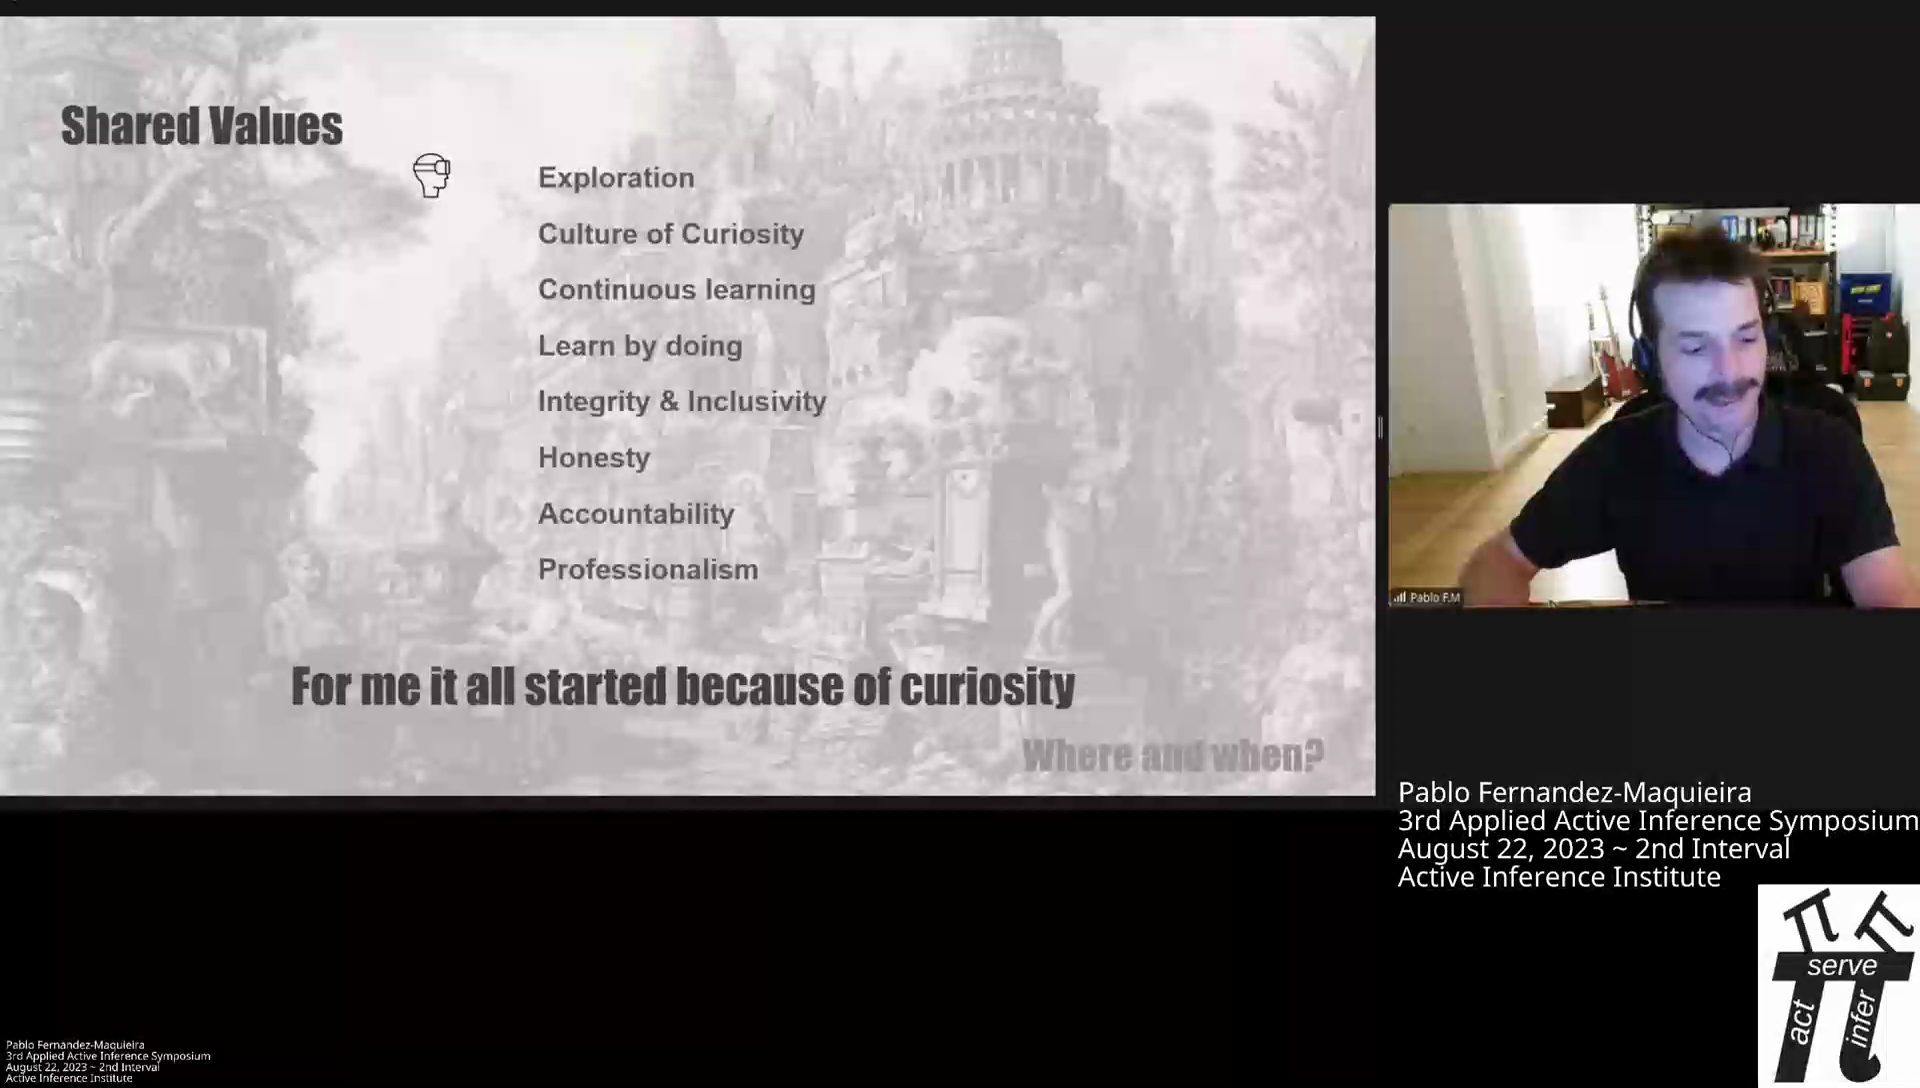 Shared Values
Exploration
Culture of Curiosity
Continuous learning
Learn by doing
Integrity & Inclusivity
Honesty
Accountability
Professionalism
For me it all started because of curiosity
Where and when?
Pablo F.M
Pablo Fernandez-Maquieira
3rd Applied Active Inference Symposium
August 22, 2023 ~ 2nd Interval
Active Inference Institute
serve
act
infer
Pablo Fernandez-Maquieira
3rd Applied Active Inference Symposium
August 22, 2023 ~ 2nd Interval
Active Inference Institute